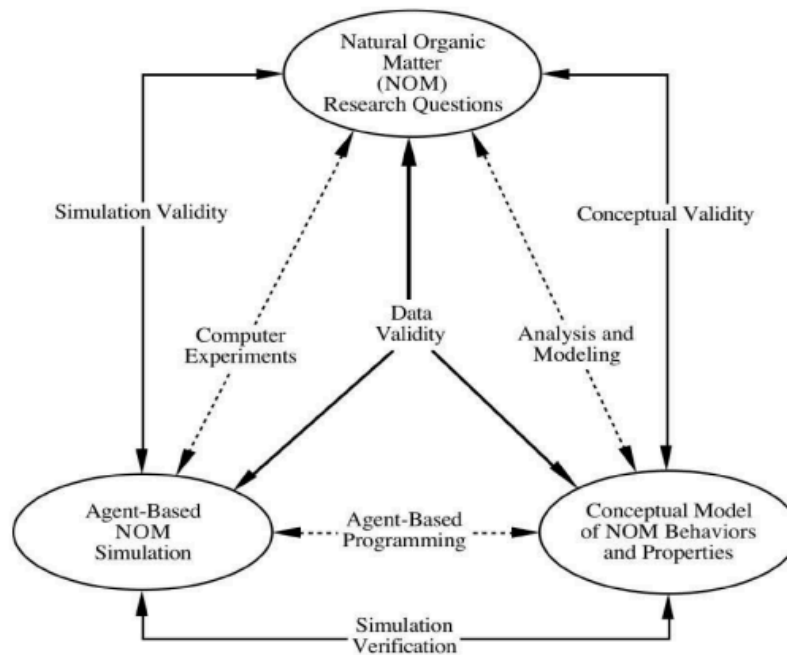 Natural Organic
Matter
(NOM)
Research Questions
Simulation Validity
Conceptual Validity
Data
Validity
Computer
Experiments
Analysis and
Modeling
Agent-Based
NOM
Simulation
Agent-Based
Programming
Conceptual Model
of NOM Behaviors
and Properties
Simulation
Verification